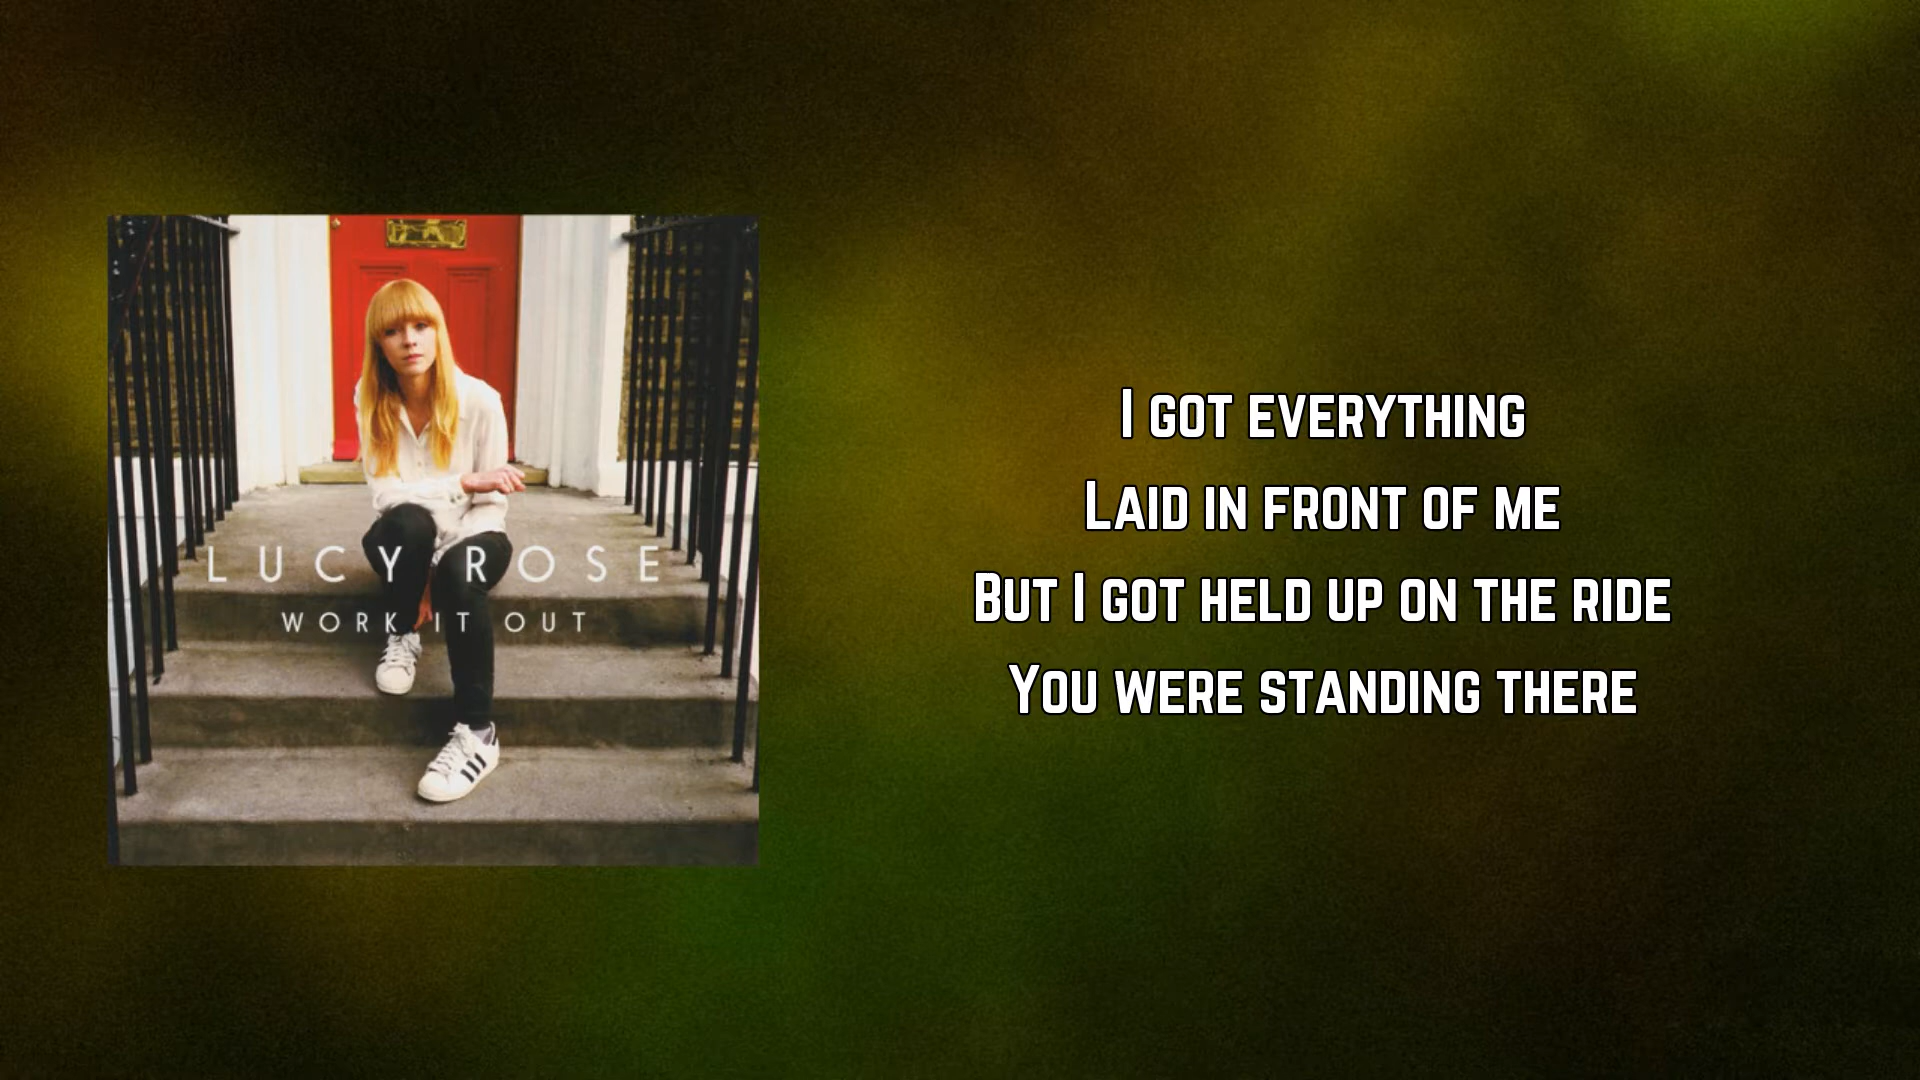 LUCY ROSE
WORK IT OUT
I GOT EVERYTHING
LAID IN FRONT OF ME
BUT I GOT HELD UP ON THE RIDE
YOU WERE STANDING THERE